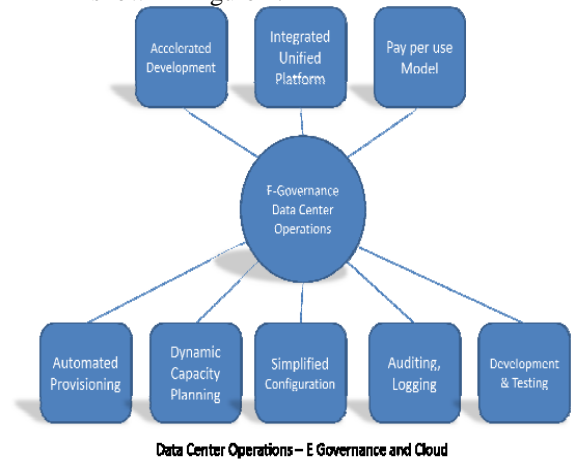 Accelerated
Development
Integrated
Unified
Platform
Pay per use
Model
E-Governance
Data Center
Operations
Automated
Provisioning
Dynamic
Capacity
Planning
Simplified
Configuration
Auditing,
Logging
Development
& Testing
Data Center Operations – E Governance and Cloud